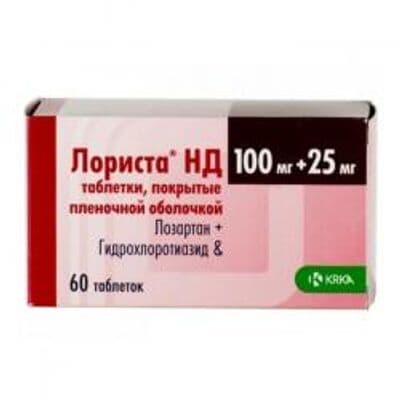 Лориста® НД
100 мг + 25 мг
таблетки, покрытые
пленочной оболочкой
Лозартан +
Гидрохлоротиазид &
60 таблеток
KRKA